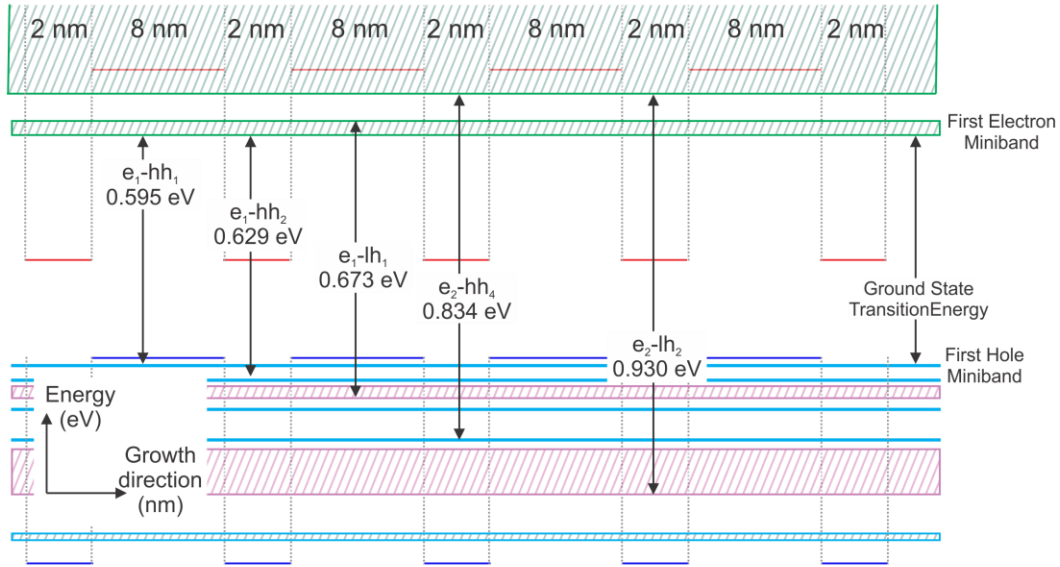 2 nm 8 nm 2 nm 8 nm 2 nm 8 nm 2 nm 8 nm 2 nm
First Electron
Miniband
e₁-hh₁
0.595 eV
e₁-hh₂
0.629 eV
e₁-lh₁
0.673 eV
e₂-hh₄
0.834 eV
e₂-lh₂
0.930 eV
Ground State
TransitionEnergy
First Hole
Miniband
Energy
(eV)
Growth
direction
(nm)